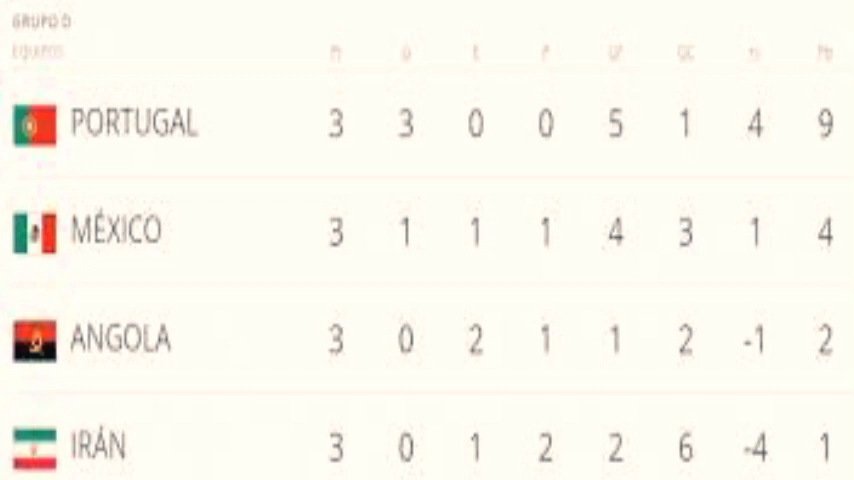 GRUPO D
EQUIPOS
PORTUGAL 3 3 0 0 5 1 4 9
MÉXICO 3 1 1 1 4 3 1 4
ANGOLA 3 0 2 1 1 2 -1 2
IRÁN 3 0 1 2 2 6 -4 1